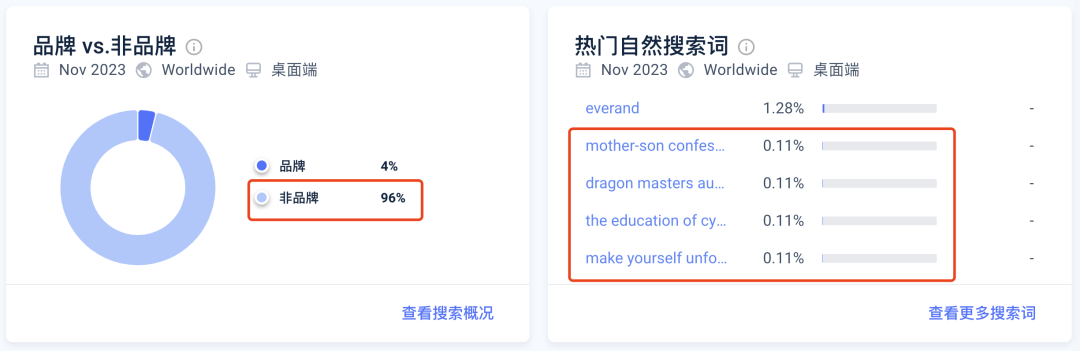 品牌 vs.非品牌
Nov 2023 Worldwide 桌面端
品牌 4%
非品牌 96%
查看搜索概况
热门自然搜索词
Nov 2023 Worldwide 桌面端
everand 1.28% -
mother-son confes... 0.11% -
dragon masters au... 0.11% -
the education of cy... 0.11% -
make yourself unfo... 0.11% -
查看更多搜索词